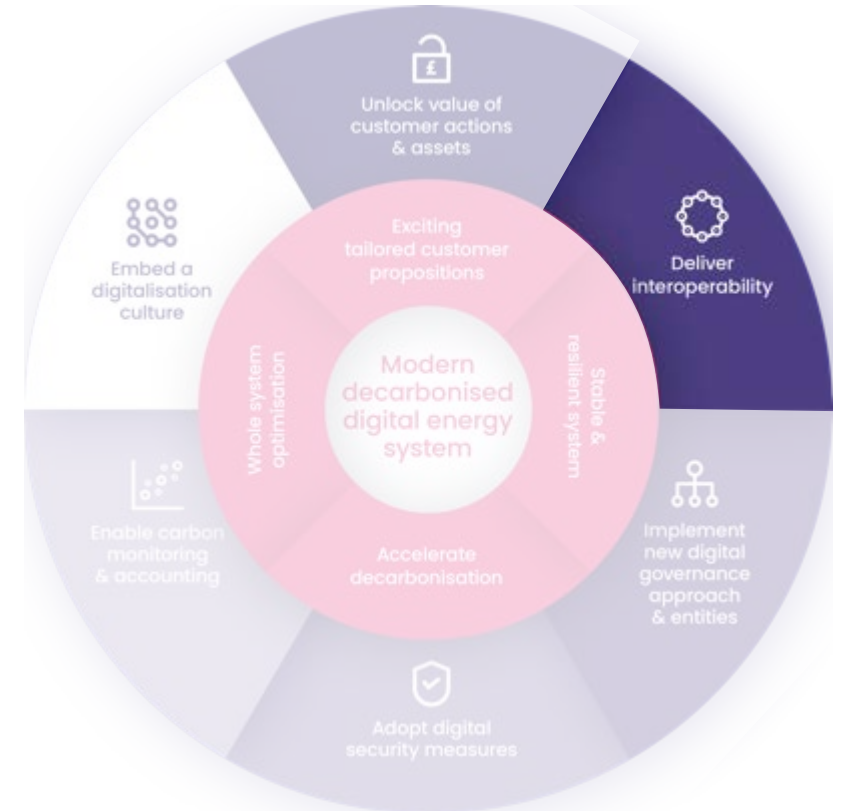 £
Unlock value of
customer actions
& assets
Deliver
interoperability
Implement
new digital
governance
approach
& entities
Adopt digital
security measures
Enable carbon
monitoring
& accounting
Embed a
digitalisation
culture
Exciting
tailored customer
propositions
Stable &
resilient system
Accelerate
decarbonisation
Whole system
optimisation
Modern
decarbonised
digital energy
system